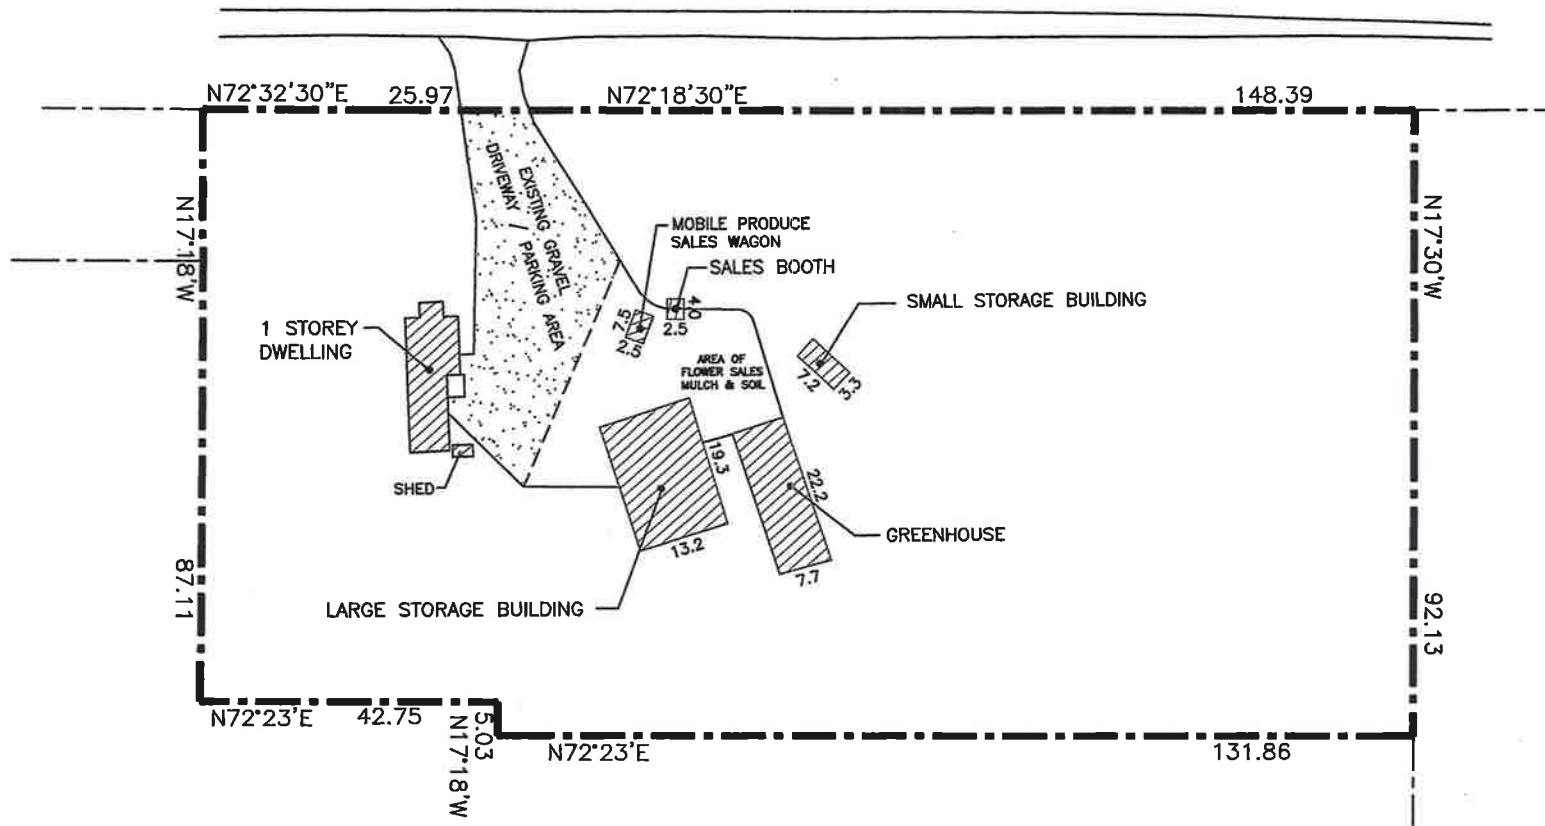 N72°32'30"E
25.97
N72°18'30"E
148.39
N17°18'W
87.11
N17°30'W
92.13
EXISTING GRAVEL
DRIVEWAY / PARKING AREA
MOBILE PRODUCE
SALES WAGON
SALES BOOTH
4.0
2.5
7.5
2.5
SMALL STORAGE BUILDING
7.2
3.3
1 STOREY
DWELLING
AREA OF
FLOWER SALES
MULCH & SOIL
SHED
19.3
13.2
22.2
7.7
GREENHOUSE
LARGE STORAGE BUILDING
N72°23'E
42.75
5.03
N17°18'W
N72°23'E
131.86